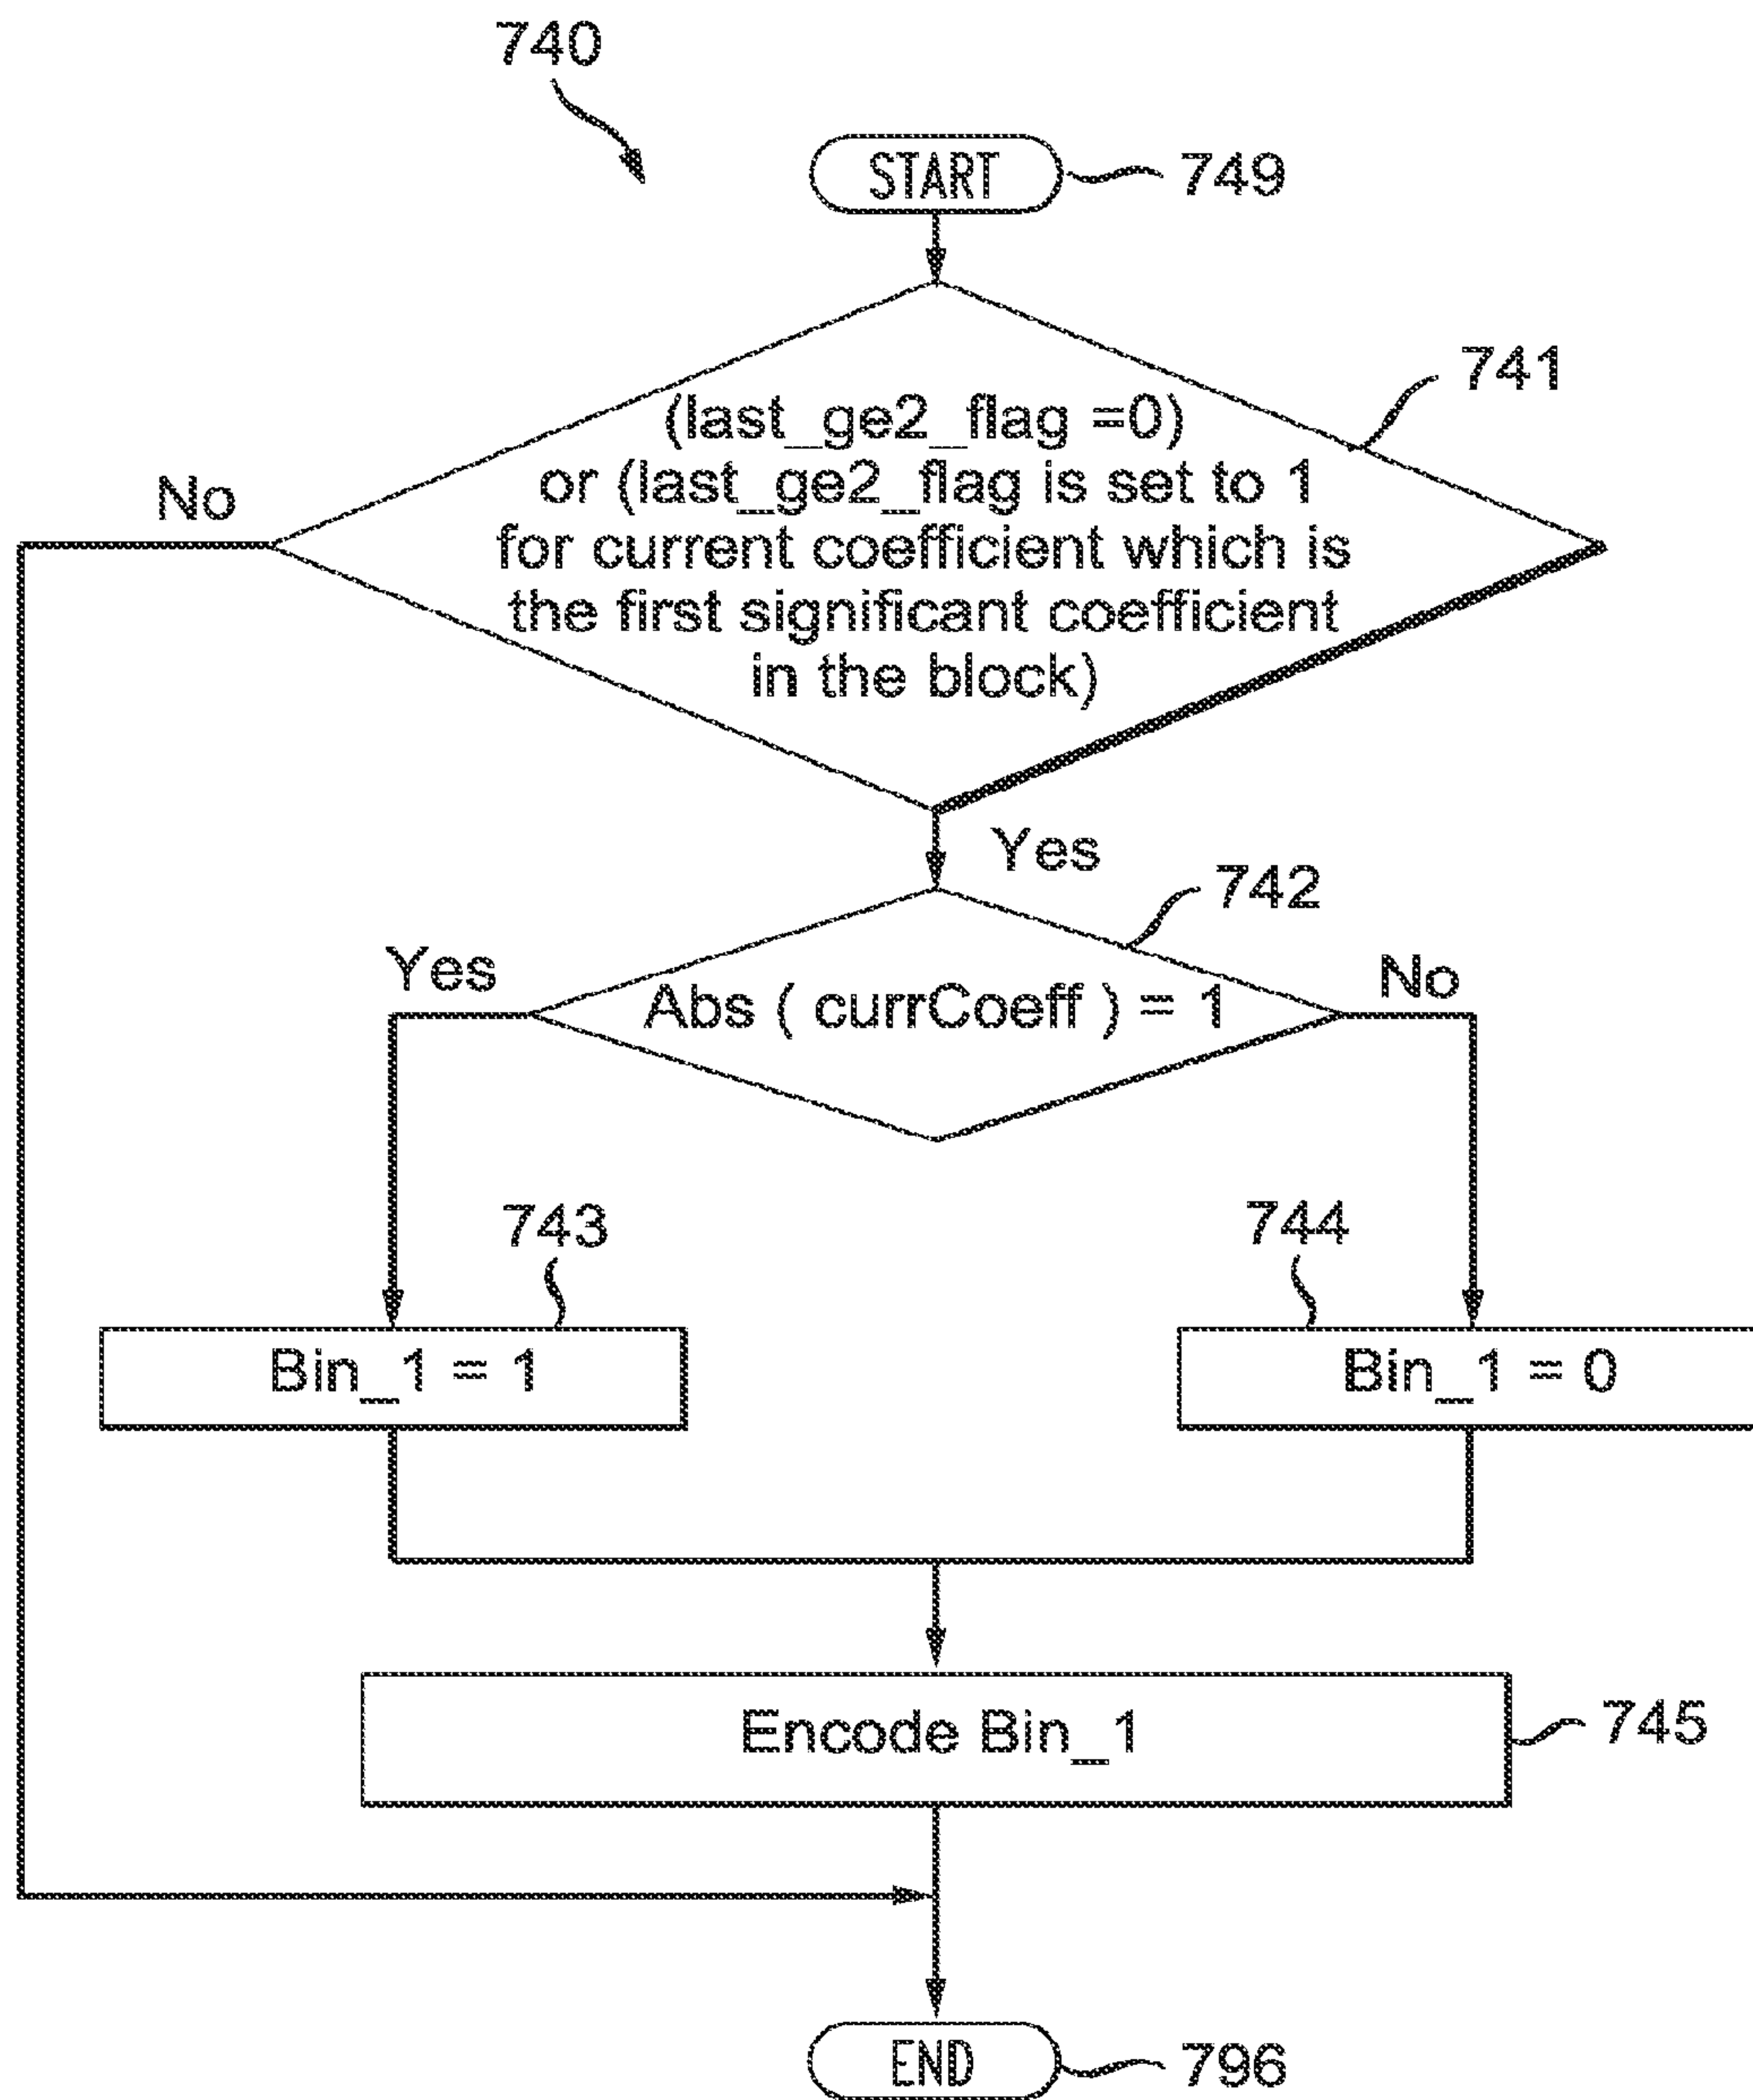 740
START
749
741
(last_ge2_flag =0)
or (last_ge2_flag is set to 1
for current coefficient which is
the first significant coefficient
in the block)
No
Yes
742
Yes
Abs ( currCoeff ) = 1
No
743
744
Bin_1 = 1
Bin_1 = 0
Encode Bin_1
745
END
796